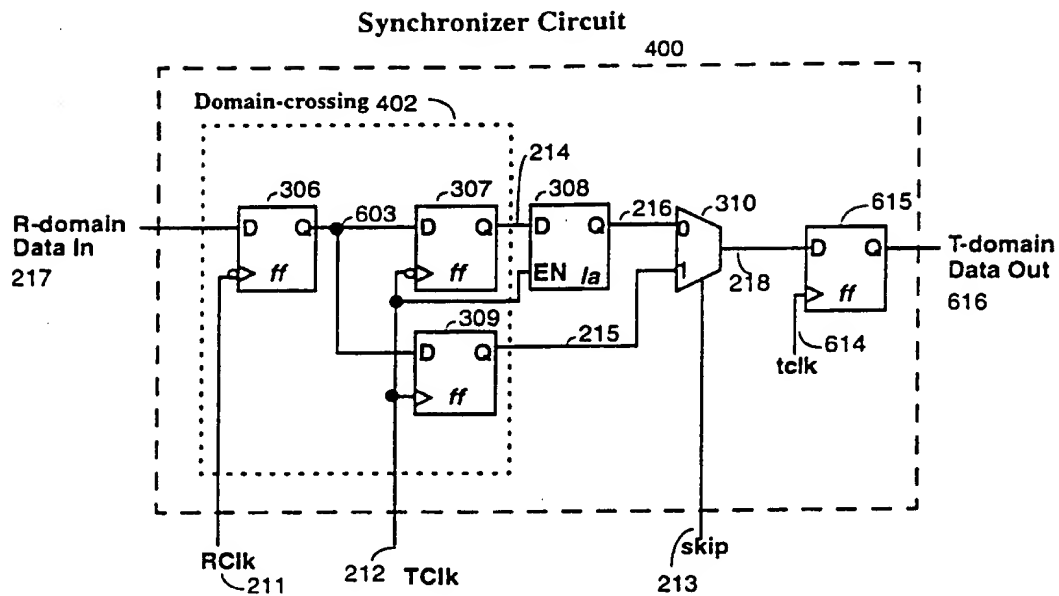 Synchronizer Circuit
400
Domain-crossing 402
214
306
307
308
310
603
216
615
R-domain
Data In
217
D Q
ff
D Q
ff
D Q
EN la
0
1
218
D Q
ff
T-domain
Data Out
616
309
D Q
ff
215
614
tclk
RClk
211
212
TClk
skip
213